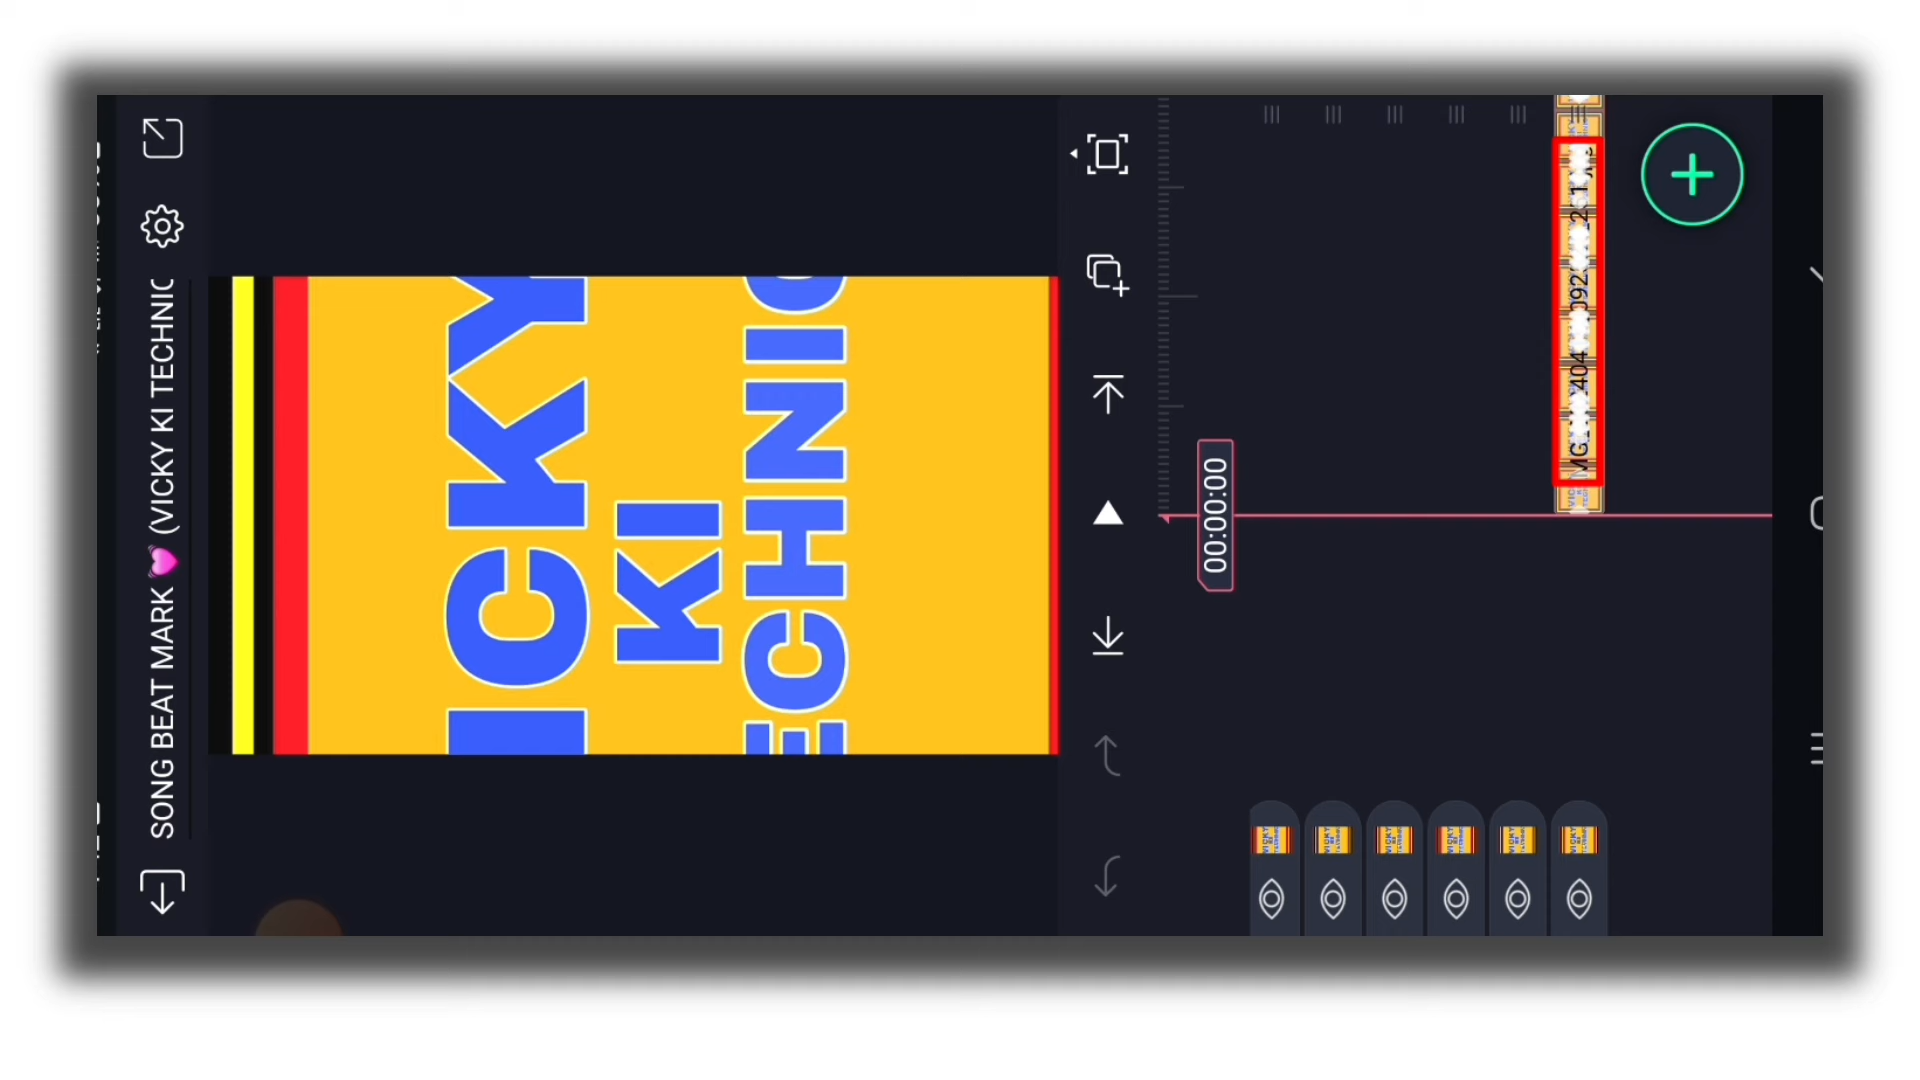 SONG BEAT MARK 💓 (VICKY KI TECHNIC
ICKY
KI
ECHNIC
00:00:00